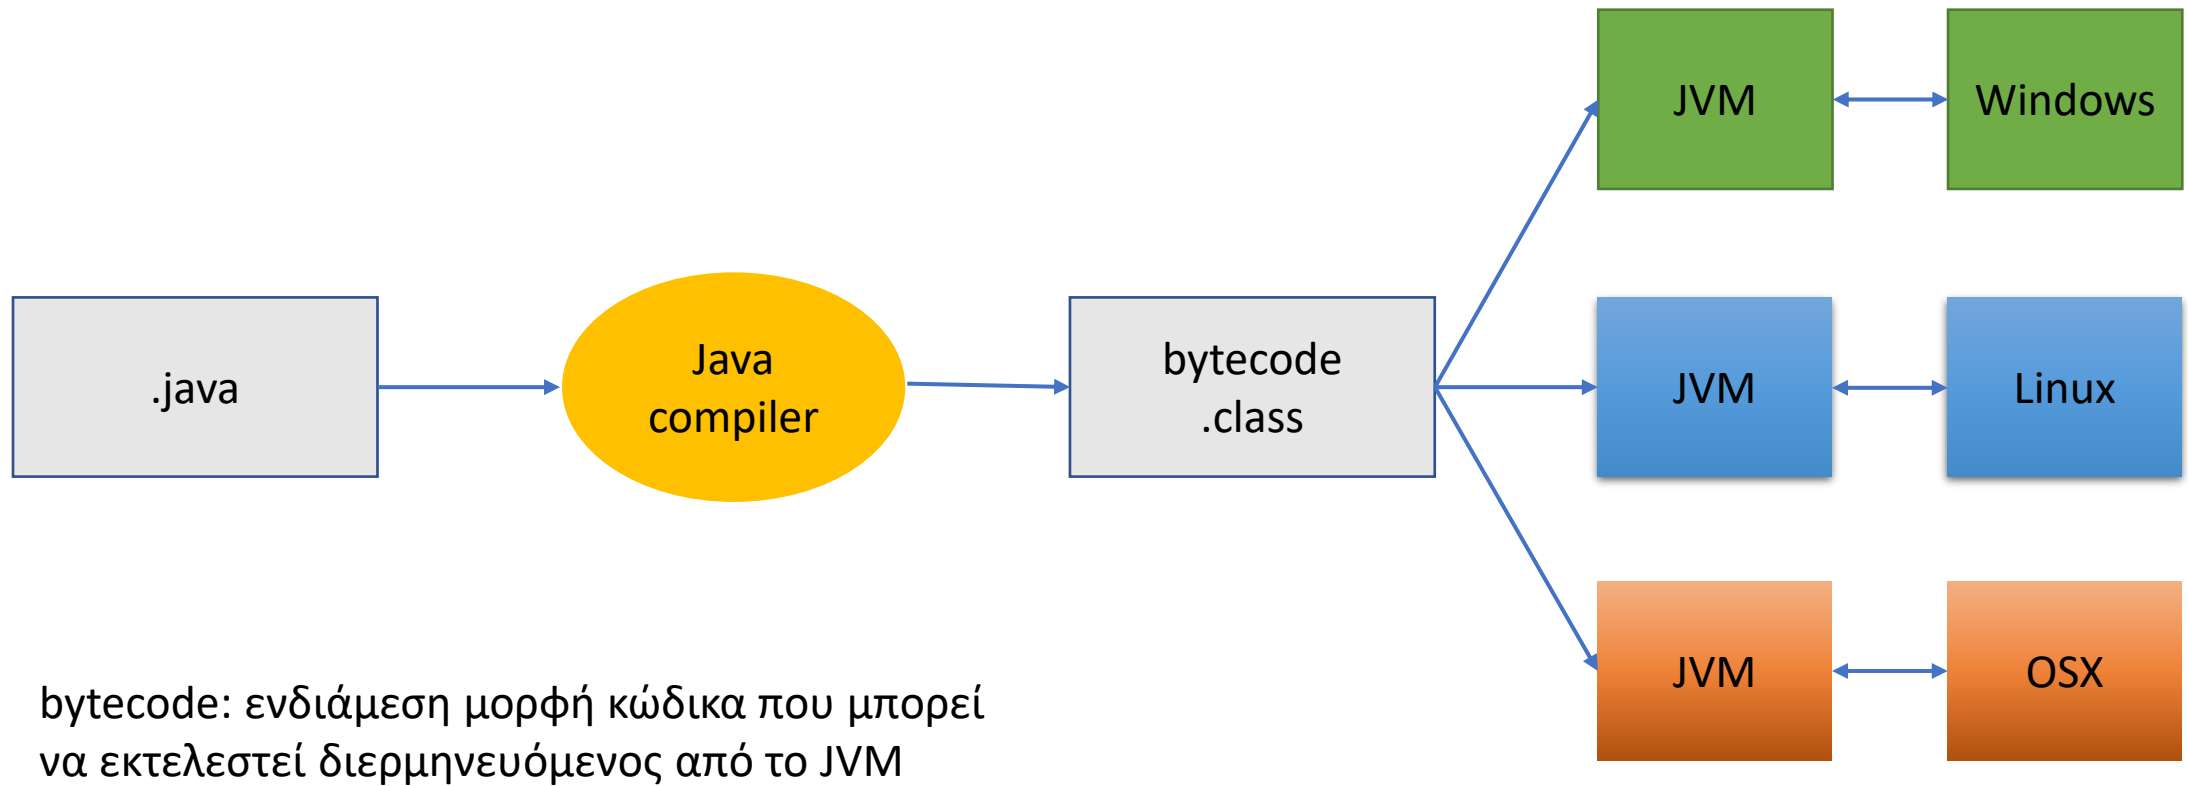 .java
Java
compiler
bytecode
.class
JVM
Windows
JVM
Linux
JVM
OSX
bytecode: ενδιάμεση μορφή κώδικα που μπορεί
να εκτελεστεί διερμηνευόμενος από το JVM